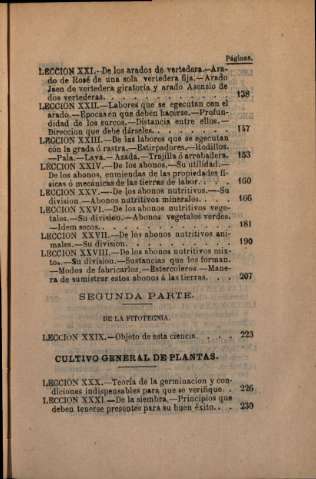 Páginas.
LECCION XXI.—De los arados de vertedera.—Ara-
do de Rosé de una sola vertedera fija.—Arado
Jaen de vertedera giratoria y arado Asensio de
dos vertederas. . . . . . . . . . . 138
LECCION XXII.—Labores que se egecutan con el
arado.—Epocas en que deben hacerse.—Profun-
didad de los surcos.—Distancia entre ellos.—
Direccion que debe dárseles. . . . . . . 147
LECCION XXIII.—De las labores que se egecutan
con la grada ó rastra.—Estirpadores.—Rodillos.
—Pala.—Laya.—Azada.—Trajilla ó arrobadera. 153
LECCION XXIV.—De los abonos.—Su utilidad.—
De los abonos, enmiendas de las propiedades fí-
sicas ó mecánicas de las tierras de labor. . . . 160
LECCION XXV.—De los abonos nutritivos.—Su
division.—Abonos nutritivos minerales. . . . 166
LECCION XXVI.—De los abonos nutritivos vege-
tales.—Su division.—Abonos vegetales verdes.
—Idem secos. . . . . . . . . . . 181
LECCION XXVII.—De los abonos nutritivos ani-
males.—Su division. . . . . . . . . 190
LECCION XXVIII.—De los abonos nutritivos mix-
tos.—Su division.—Sustancias que los forman.
—Modos de fabricarlos.—Estercoleros.—Mane-
ra de sumistrar estos abonos á las tierras. . . . 207
SEGUNDA PARTE.
DE LA FITOTEGNIA.
LECCION XXIX.—Objeto de esta ciencia. . . . 223
CULTIVO GENERAL DE PLANTAS.
LECCION XXX.—Teoría de la germinacion y con-
diciones indispensables para que se verifique. . 226
LECCION XXXI.—De la siembra.—Principios que
deben tenerse presentes para su buen éxito. . . 230